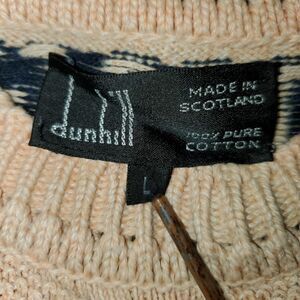 dunhill
MADE IN
SCOTLAND
100% PURE
COTTON
L